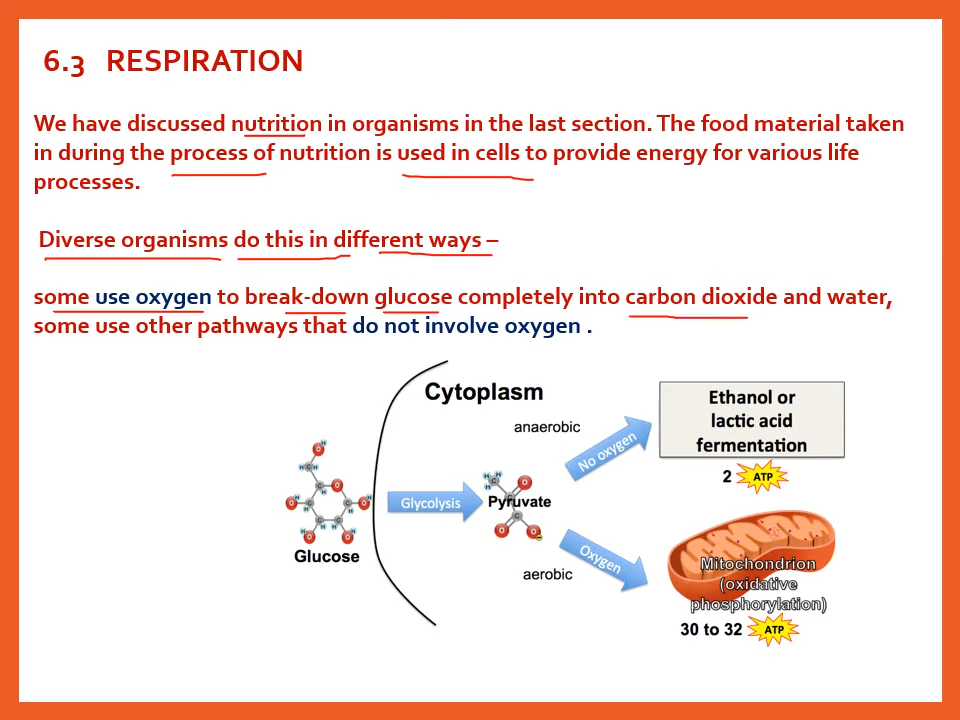 6.3 RESPIRATION
We have discussed nutrition in organisms in the last section. The food material taken
in during the process of nutrition is used in cells to provide energy for various life
processes.
Diverse organisms do this in different ways –
some use oxygen to break-down glucose completely into carbon dioxide and water,
some use other pathways that do not involve oxygen .
Cytoplasm
anaerobic
No oxygen
Ethanol or
lactic acid
fermentation
2 ATP
Glycolysis
Pyruvate
Glucose
Oxygen
aerobic
Mitochondrion
(oxidative
phosphorylation)
30 to 32 ATP